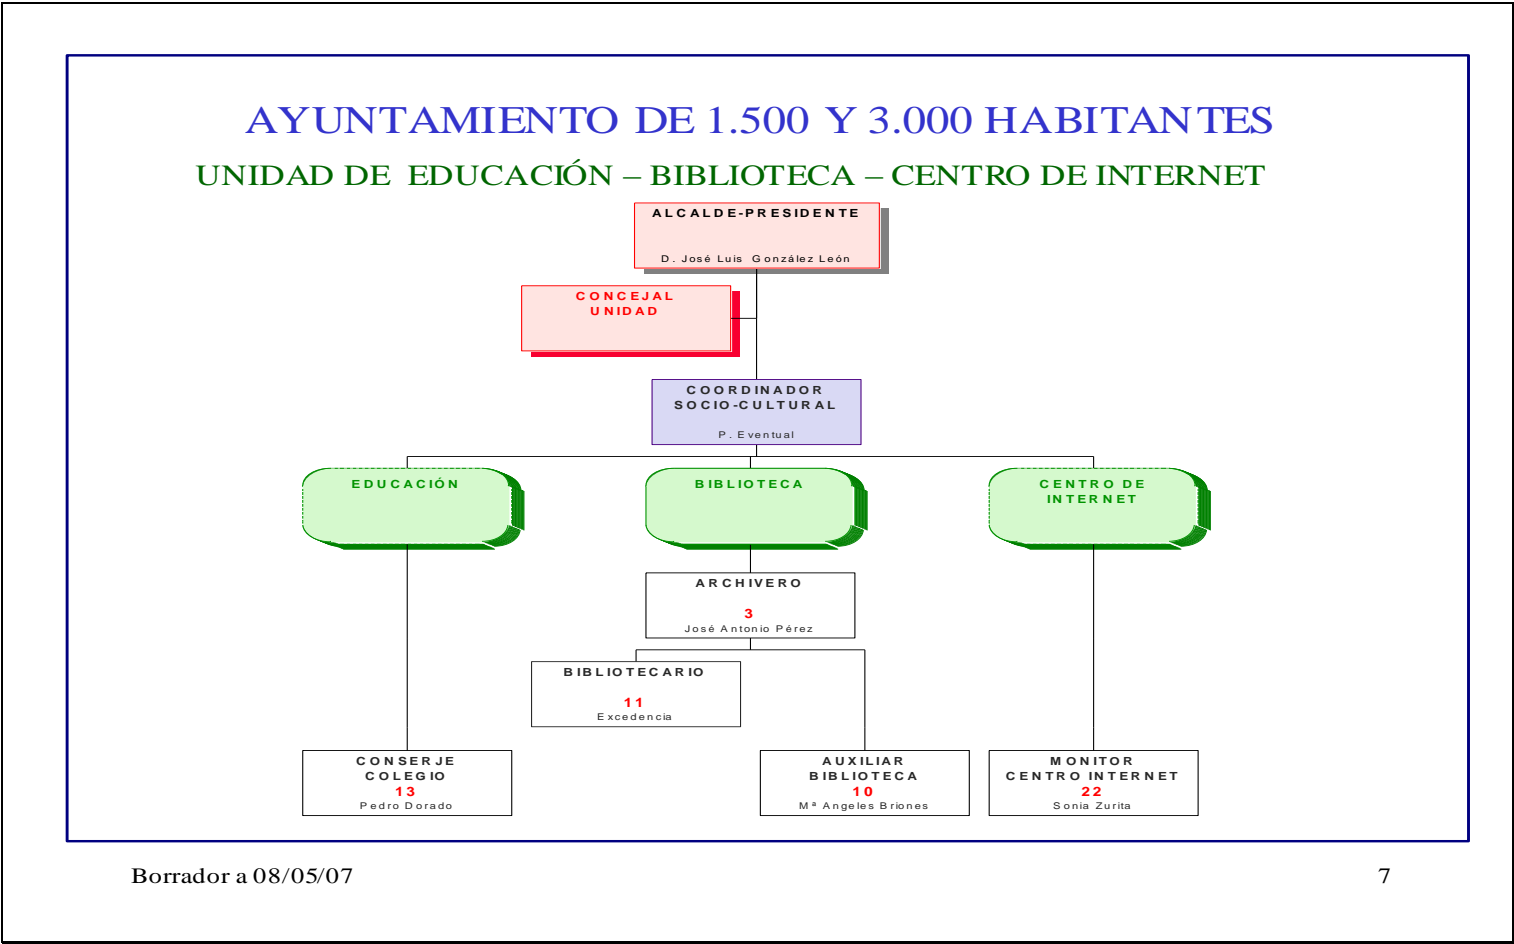 AYUNTAMIENTO DE 1.500 Y 3.000 HABITANTES
UNIDAD DE EDUCACIÓN – BIBLIOTECA – CENTRO DE INTERNET
ALCALDE-PRESIDENTE
D. José Luis González León
CONCEJAL
UNIDAD
COORDINADOR
SOCIO-CULTURAL
P. Eventual
EDUCACIÓN
BIBLIOTECA
CENTRO DE
INTERNET
ARCHIVERO
3
José Antonio Pérez
BIBLIOTECARIO
11
Excedencia
CONSERJE
COLEGIO
13
Pedro Dorado
AUXILIAR
BIBLIOTECA
10
Mª Angeles Briones
MONITOR
CENTRO INTERNET
22
Sonia Zurita
Borrador a 08/05/07
7